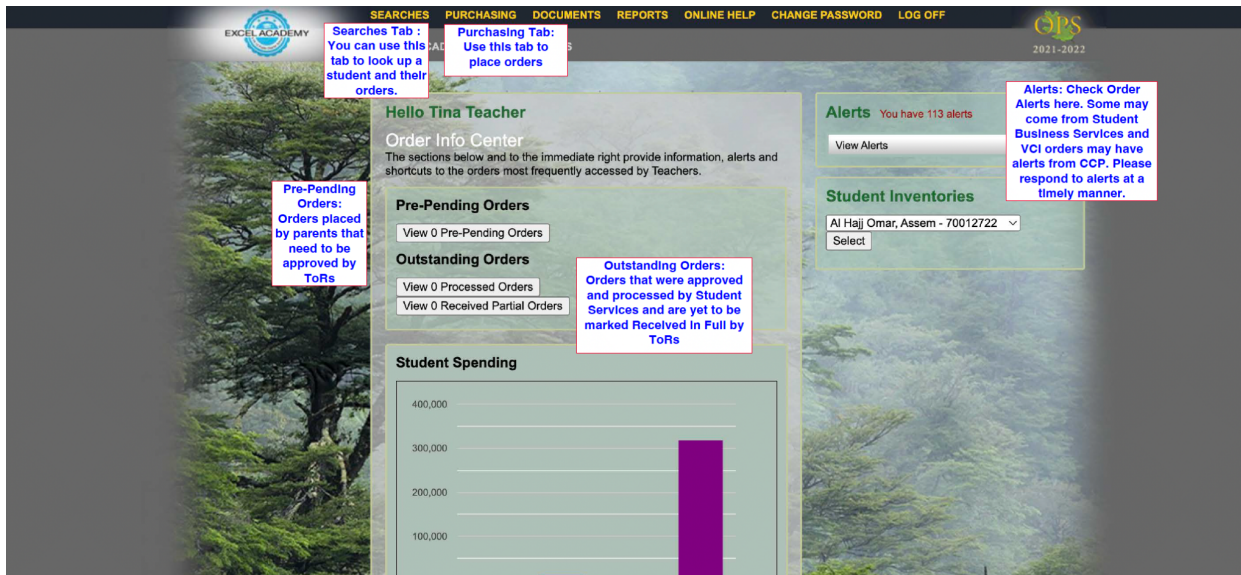 SEARCHES PURCHASING DOCUMENTS REPORTS ONLINE HELP CHANGE PASSWORD LOG OFF
EXCEL ACADEMY
OPS
2021-2022
Searches Tab :
You can use this
tab to look up a
student and their
orders.
Purchasing Tab:
Use this tab to
place orders
Hello Tina Teacher
Order Info Center
The sections below and to the immediate right provide information, alerts and
shortcuts to the orders most frequently accessed by Teachers.
Pre-Pending
Orders:
Orders placed
by parents that
need to be
approved by
ToRs
Pre-Pending Orders
View 0 Pre-Pending Orders
Outstanding Orders
View 0 Processed Orders
View 0 Received Partial Orders
Outstanding Orders:
Orders that were approved
and processed by Student
Services and are yet to be
marked Received in Full by
ToRs
Student Spending
400,000
300,000
200,000
100,000
Alerts You have 113 alerts
View Alerts
Alerts: Check Order
Alerts here. Some may
come from Student
Business Services and
VCI orders may have
alerts from CCP. Please
respond to alerts at a
timely manner.
Student Inventories
Al Hajj Omar, Assem - 70012722
Select